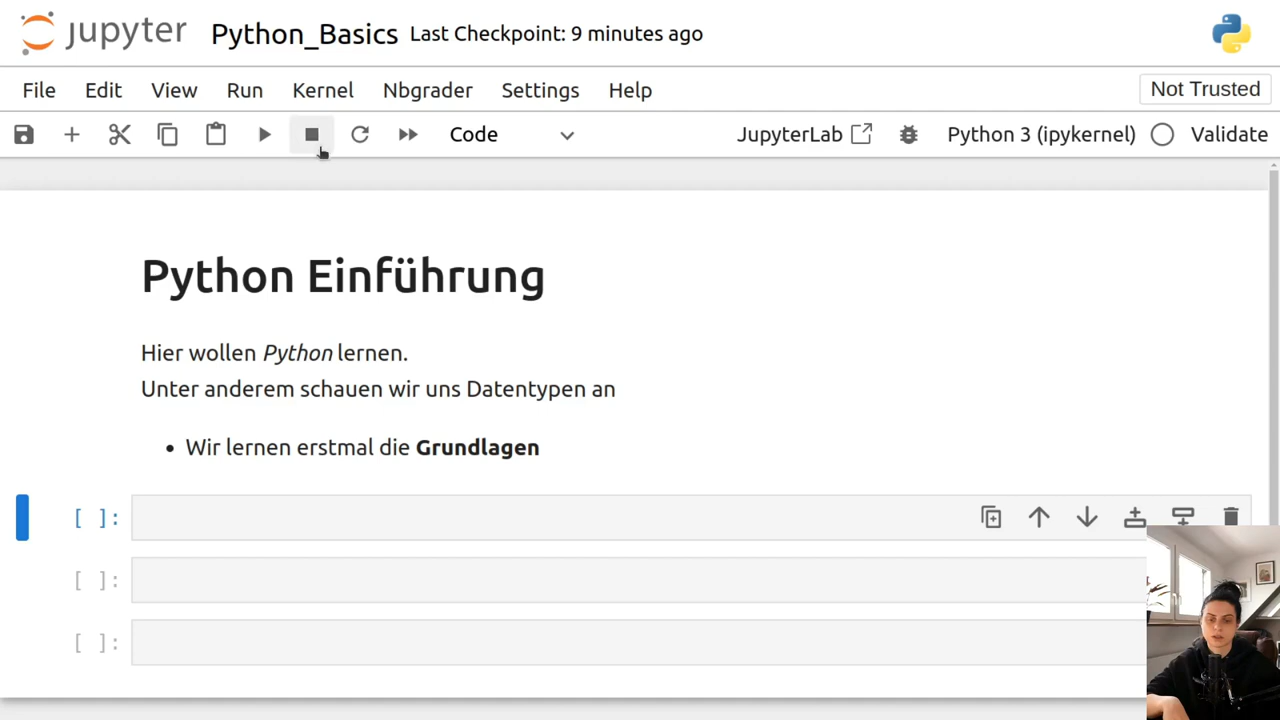 jupyter Python_Basics Last Checkpoint: 9 minutes ago
File Edit View Run Kernel Nbgrader Settings Help Not Trusted
Code JupyterLab Python 3 (ipykernel) Validate
Python Einführung
Hier wollen Python lernen.
Unter anderem schauen wir uns Datentypen an
• Wir lernen erstmal die Grundlagen
[ ]:
[ ]:
[ ]: